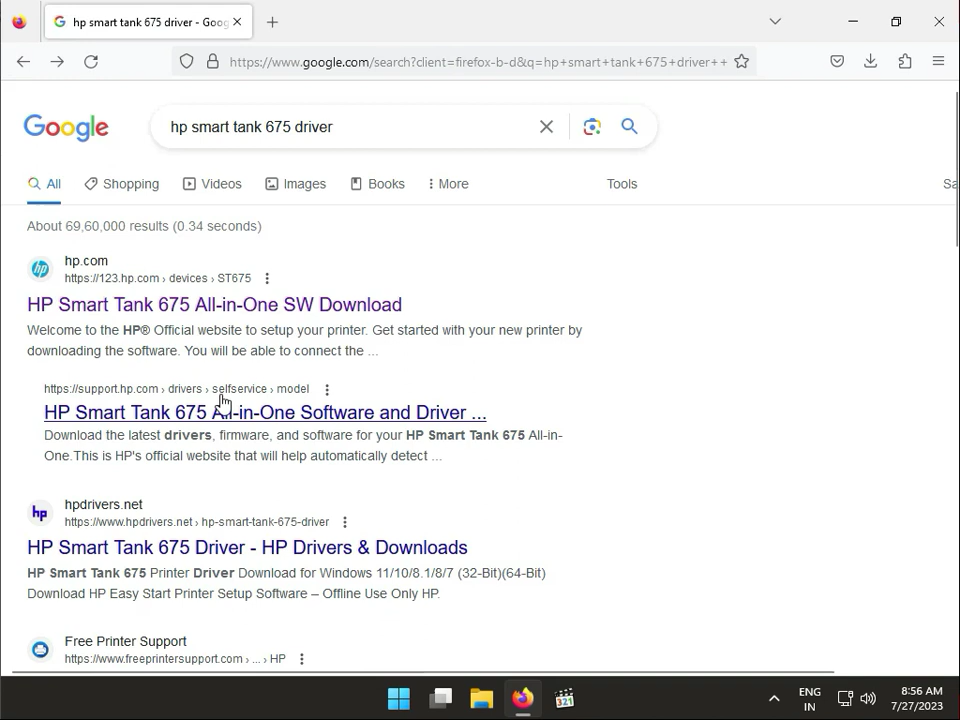 hp smart tank 675 driver - Goog
https://www.google.com/search?client=firefox-b-d&q=hp+smart+tank+675+driver++
Google
hp smart tank 675 driver
All
Shopping
Videos
Images
Books
More
Tools
About 69,60,000 results (0.34 seconds)
hp.com
https://123.hp.com › devices › ST675
HP Smart Tank 675 All-in-One SW Download
Welcome to the HP® Official website to setup your printer. Get started with your new printer by
downloading the software. You will be able to connect the ...
https://support.hp.com › drivers › selfservice › model
HP Smart Tank 675 All-in-One Software and Driver ...
Download the latest drivers, firmware, and software for your HP Smart Tank 675 All-in-
One.This is HP's official website that will help automatically detect ...
hp
hpdrivers.net
https://www.hpdrivers.net › hp-smart-tank-675-driver
HP Smart Tank 675 Driver - HP Drivers & Downloads
HP Smart Tank 675 Printer Driver Download for Windows 11/10/8.1/8/7 (32-Bit)(64-Bit)
Download HP Easy Start Printer Setup Software – Offline Use Only HP.
Free Printer Support
https://www.freeprintersupport.com › ... › HP
321
ENG
IN
8:56 AM
7/27/2023